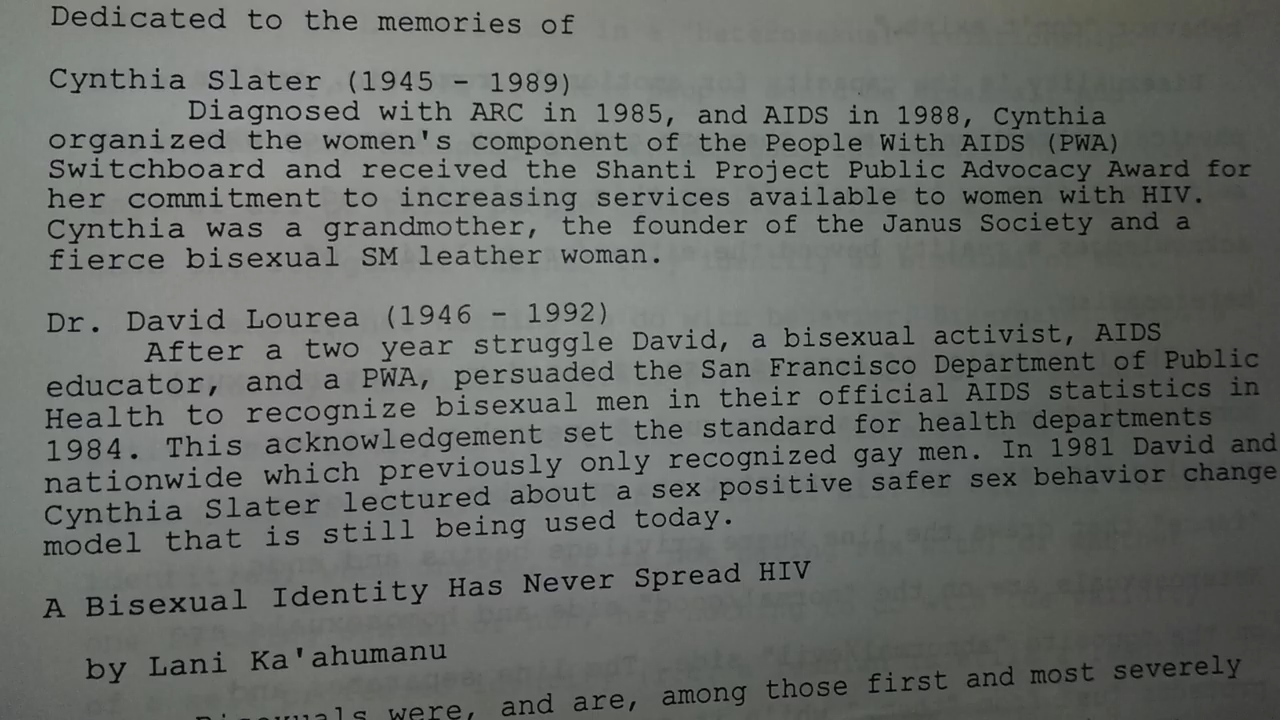 Dedicated to the memories of
Cynthia Slater (1945 - 1989)
Diagnosed with ARC in 1985, and AIDS in 1988, Cynthia
organized the women's component of the People With AIDS (PWA)
Switchboard and received the Shanti Project Public Advocacy Award for
her commitment to increasing services available to women with HIV.
Cynthia was a grandmother, the founder of the Janus Society and a
fierce bisexual SM leather woman.
Dr. David Lourea (1946 - 1992)
After a two year struggle David, a bisexual activist, AIDS
educator, and a PWA, persuaded the San Francisco Department of Public
Health to recognize bisexual men in their official AIDS statistics in
1984. This acknowledgement set the standard for health departments
nationwide which previously only recognized gay men. In 1981 David and
Cynthia Slater lectured about a sex positive safer sex behavior change
model that is still being used today.
A Bisexual Identity Has Never Spread HIV
by Lani Ka'ahumanu
Bisexuals were, and are, among those first and most severely